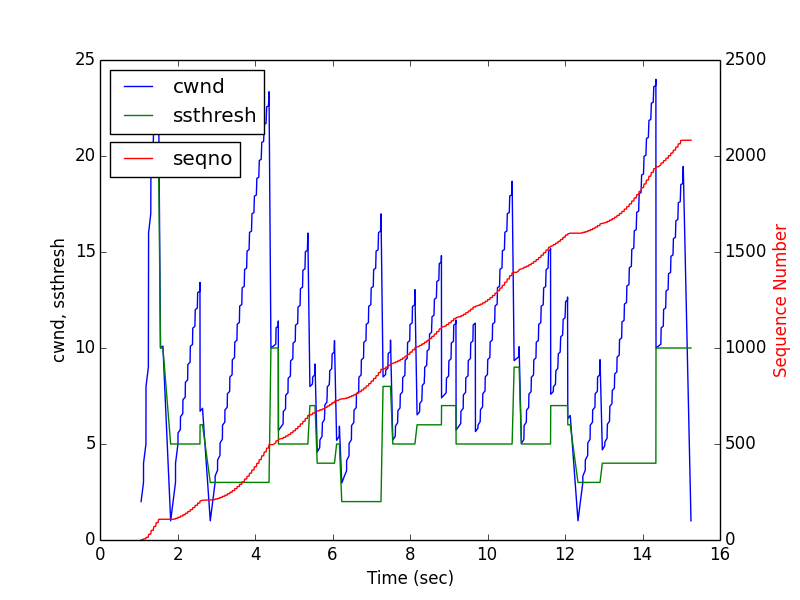 cwnd
ssthresh
seqno
25
20
15
10
5
0
cwnd, ssthresh
2500
2000
1500
1000
500
0
Sequence Number
0 2 4 6 8 10 12 14 16
Time (sec)